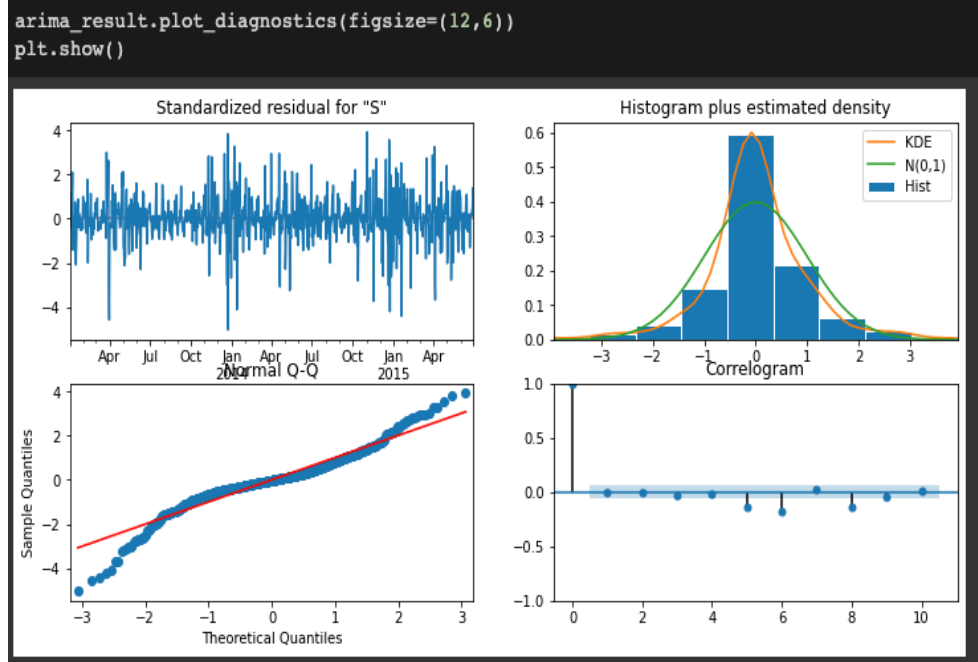 arima_result.plot_diagnostics(figsize=(12,6))
plt.show()
Standardized residual for "S"
4
2
0
−2
−4
Apr Jul Oct Jan Apr Jul Oct Jan Apr
2014 2015
Histogram plus estimated density
KDE
N(0,1)
Hist
0.6
0.5
0.4
0.3
0.2
0.1
0.0
−3 −2 −1 0 1 2 3
Normal Q-Q
Sample Quantiles
4
2
0
−2
−4
−3 −2 −1 0 1 2 3
Theoretical Quantiles
Correlogram
1.0
0.5
0.0
−0.5
−1.0
0 2 4 6 8 10